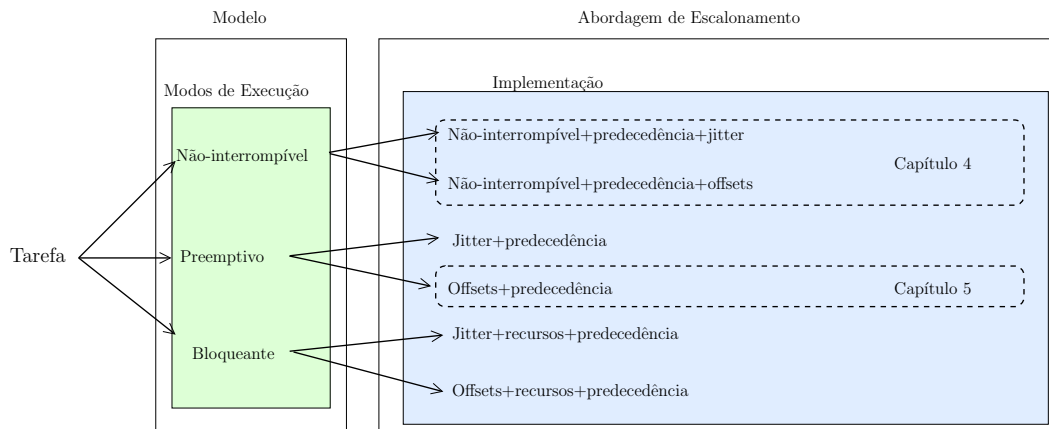 Modelo
Abordagem de Escalonamento
Modos de Execução
Implementação
Não-interrompível
Não-interrompível+predecedência+jitter
Capítulo 4
Não-interrompível+predecedência+offsets
Tarefa
Preemptivo
Jitter+predecedência
Offsets+predecedência
Capítulo 5
Bloqueante
Jitter+recursos+predecedência
Offsets+recursos+predecedência